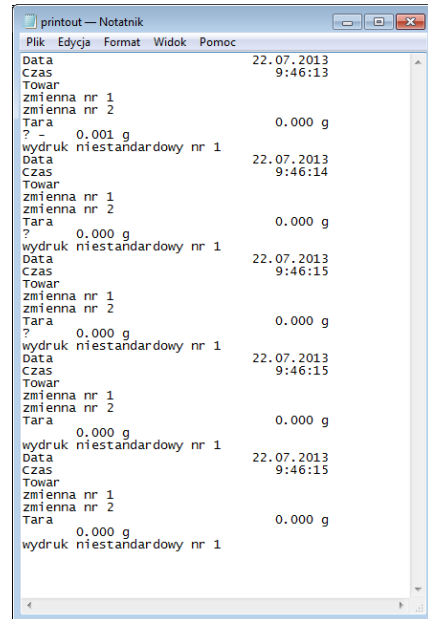 printout — Notatnik
Plik Edycja Format Widok Pomoc
Data 22.07.2013
Czas 9:46:13
Towar
zmienna nr 1
zmienna nr 2
Tara 0.000 g
? - 0.001 g
wydruk niestandardowy nr 1
Data 22.07.2013
Czas 9:46:14
Towar
zmienna nr 1
zmienna nr 2
Tara 0.000 g
? 0.000 g
wydruk niestandardowy nr 1
Data 22.07.2013
Czas 9:46:15
Towar
zmienna nr 1
zmienna nr 2
Tara 0.000 g
? 0.000 g
wydruk niestandardowy nr 1
Data 22.07.2013
Czas 9:46:15
Towar
zmienna nr 1
zmienna nr 2
Tara 0.000 g
0.000 g
wydruk niestandardowy nr 1
Data 22.07.2013
Czas 9:46:15
Towar
zmienna nr 1
zmienna nr 2
Tara 0.000 g
0.000 g
wydruk niestandardowy nr 1